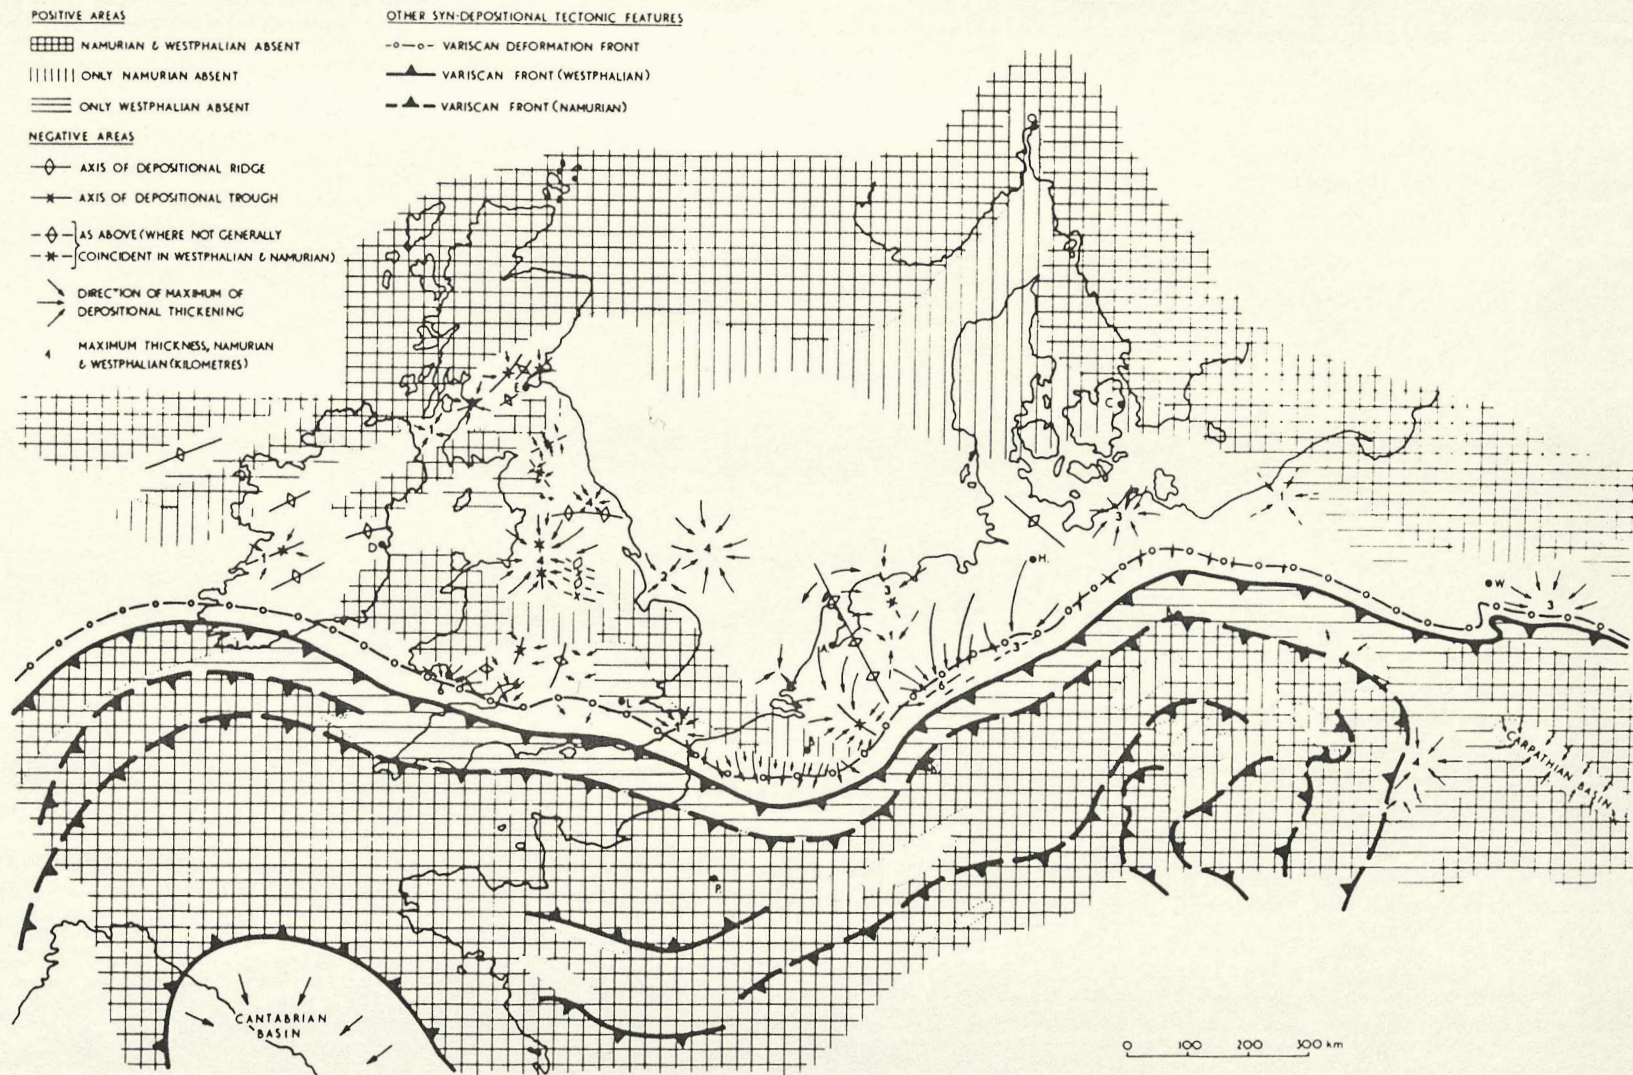 POSITIVE AREAS
NAMURIAN & WESTPHALIAN ABSENT
ONLY NAMURIAN ABSENT
ONLY WESTPHALIAN ABSENT
NEGATIVE AREAS
AXIS OF DEPOSITIONAL RIDGE
AXIS OF DEPOSITIONAL TROUGH
AS ABOVE (WHERE NOT GENERALLY
COINCIDENT IN WESTPHALIAN & NAMURIAN)
DIRECTION OF MAXIMUM OF
DEPOSITIONAL THICKENING
4 MAXIMUM THICKNESS, NAMURIAN
& WESTPHALIAN (KILOMETRES)
OTHER SYN-DEPOSITIONAL TECTONIC FEATURES
VARISCAN DEFORMATION FRONT
VARISCAN FRONT (WESTPHALIAN)
VARISCAN FRONT (NAMURIAN)
O
E
C
3
4
D
4
2
4
H.
3
W.
3
A
3
6
6
L
B
P
CARPATHIAN BASIN
CANTABRIAN
BASIN
0 100 200 300 km